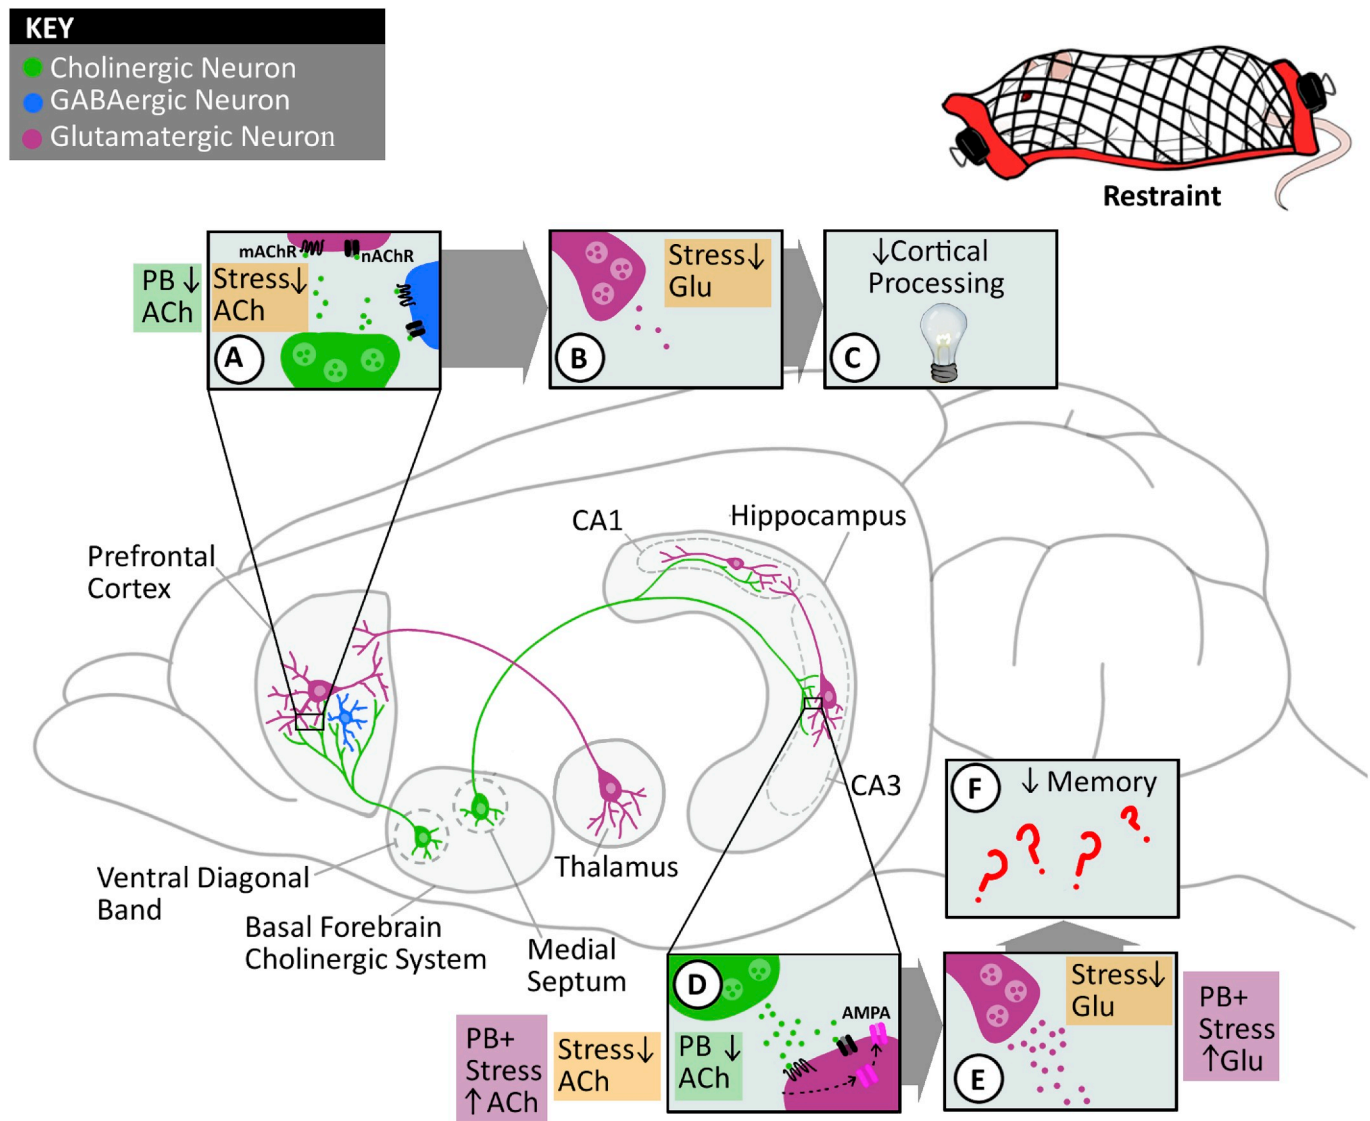 KEY
Cholinergic Neuron
GABAergic Neuron
Glutamatergic Neuron
Restraint
mAChR
nAChR
PB ↓
ACh
Stress↓
ACh
A
Stress↓
Glu
B
↓Cortical
Processing
C
CA1
Hippocampus
Prefrontal
Cortex
CA3
Thalamus
Ventral Diagonal
Band
Basal Forebrain
Cholinergic System
Medial
Septum
F
↓ Memory
? ? ? ?
D
AMPA
PB+
Stress
↑ACh
Stress↓
ACh
PB ↓
ACh
Stress↓
Glu
E
PB+
Stress
↑Glu